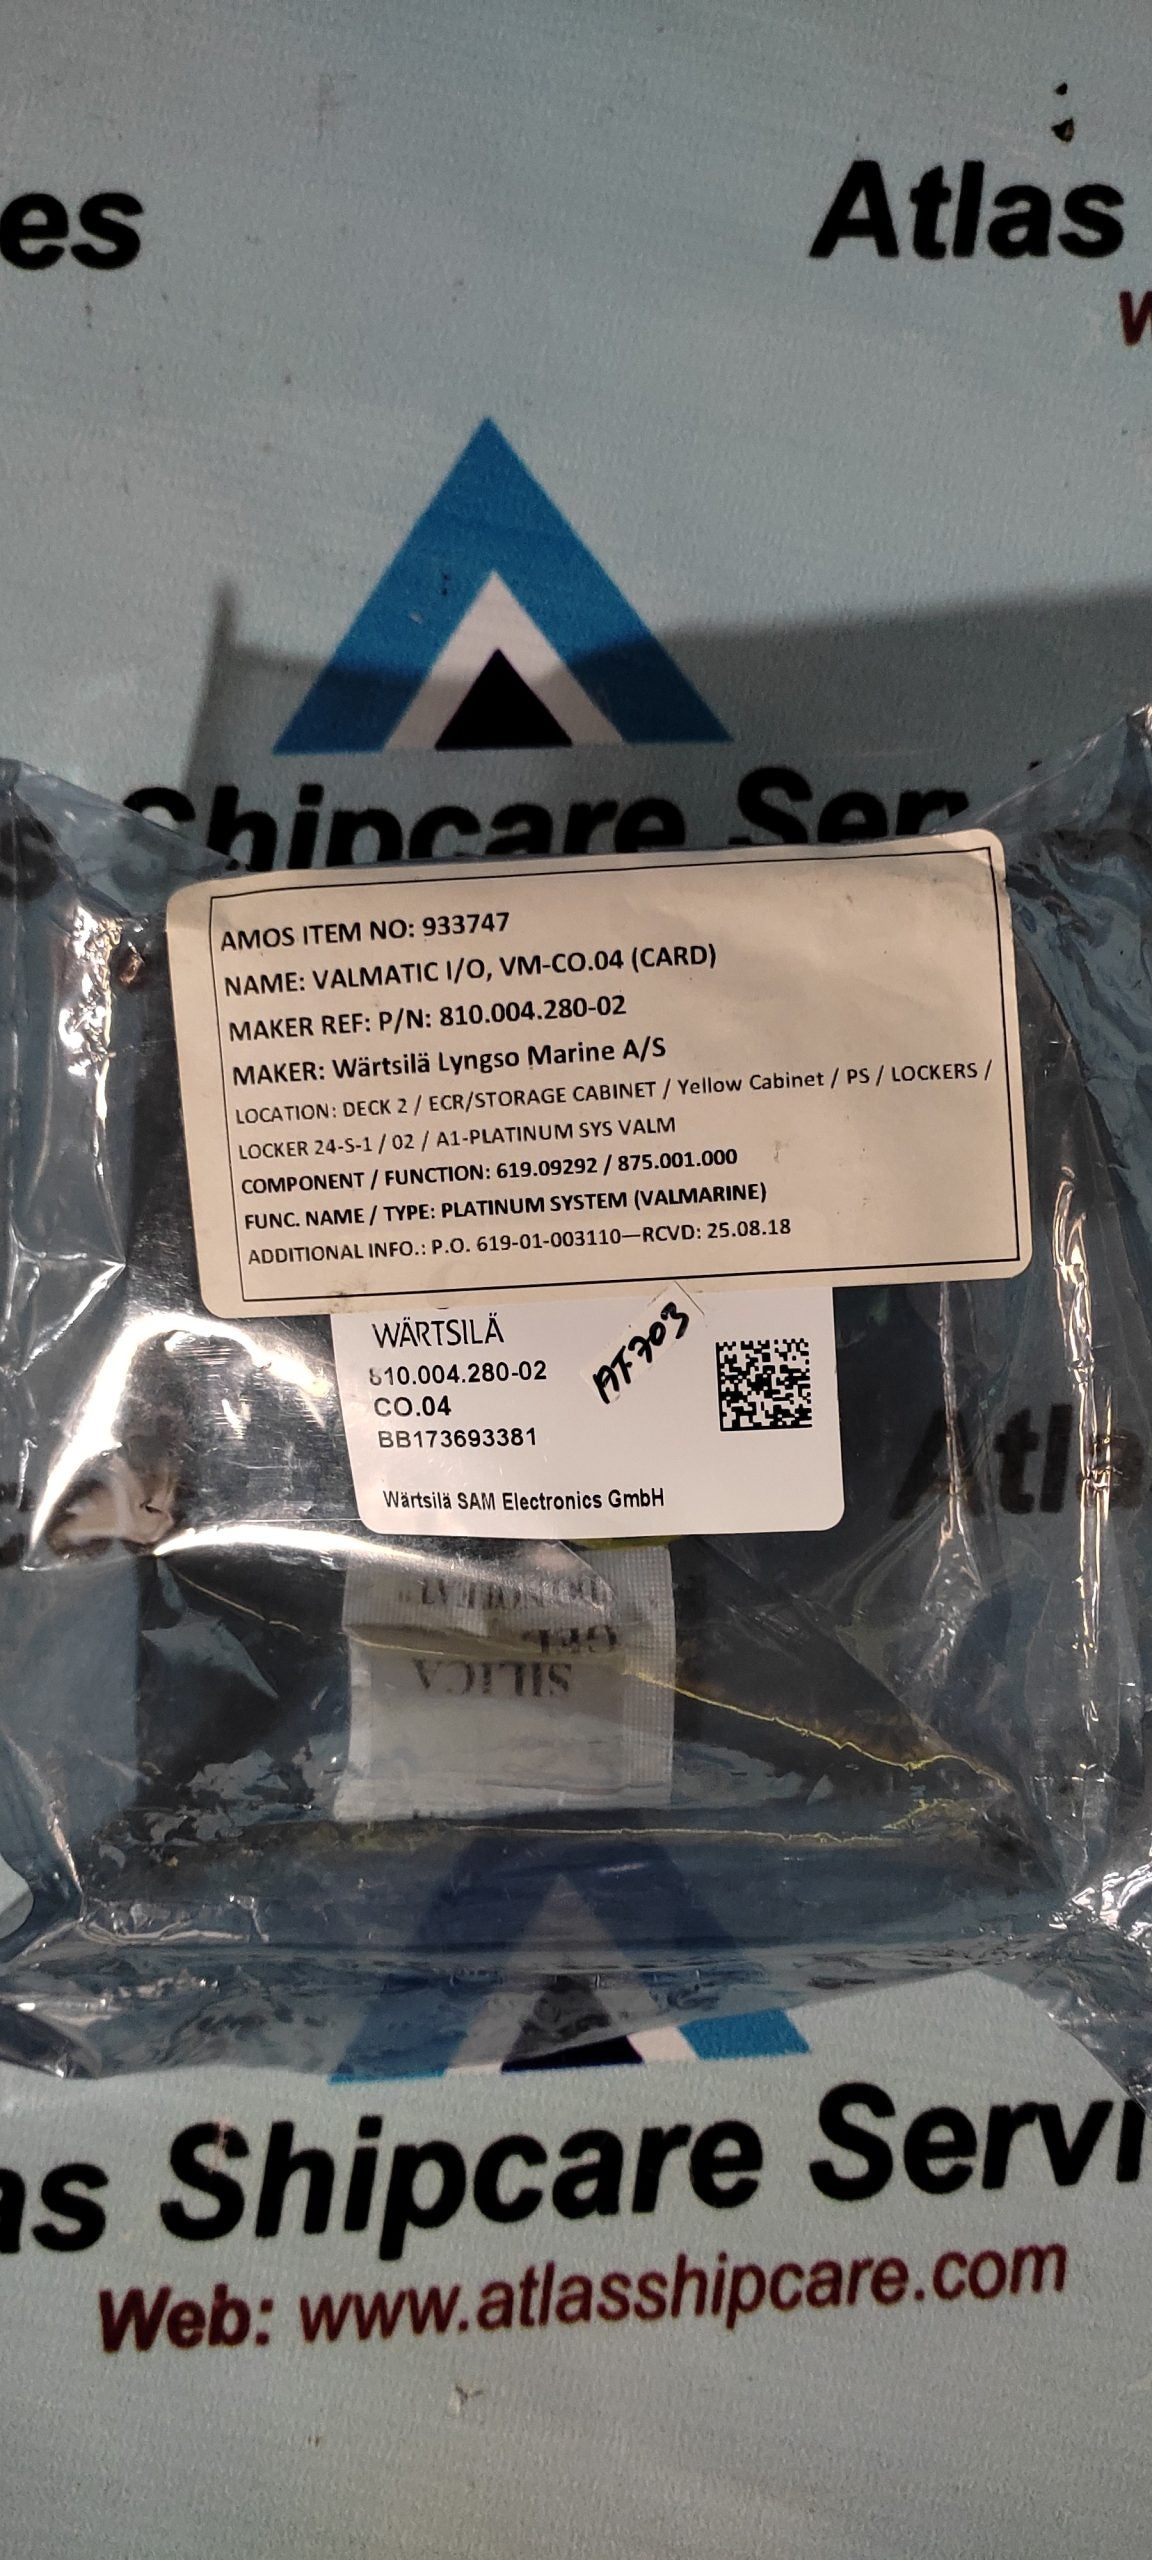 es
Atlas
Shipcare Ser
AMOS ITEM NO: 933747
NAME: VALMATIC I/O, VM-CO.04 (CARD)
MAKER REF: P/N: 810.004.280-02
MAKER: Wärtsilä Lyngso Marine A/S
LOCATION: DECK 2 / ECR/STORAGE CABINET / Yellow Cabinet / PS / LOCKERS /
LOCKER 24-S-1 / 02 / A1-PLATINUM SYS VALM
COMPONENT / FUNCTION: 619.09292 / 875.001.000
FUNC. NAME / TYPE: PLATINUM SYSTEM (VALMARINE)
ADDITIONAL INFO.: P.O. 619-01-003110—RCVD: 25.08.18
WÄRTSILÄ
810.004.280-02
CO.04
BB173693381
AT703
Wärtsilä SAM Electronics GmbH
Atla
SILICA
GEL
as Shipcare Servi
Web: www.atlasshipcare.com